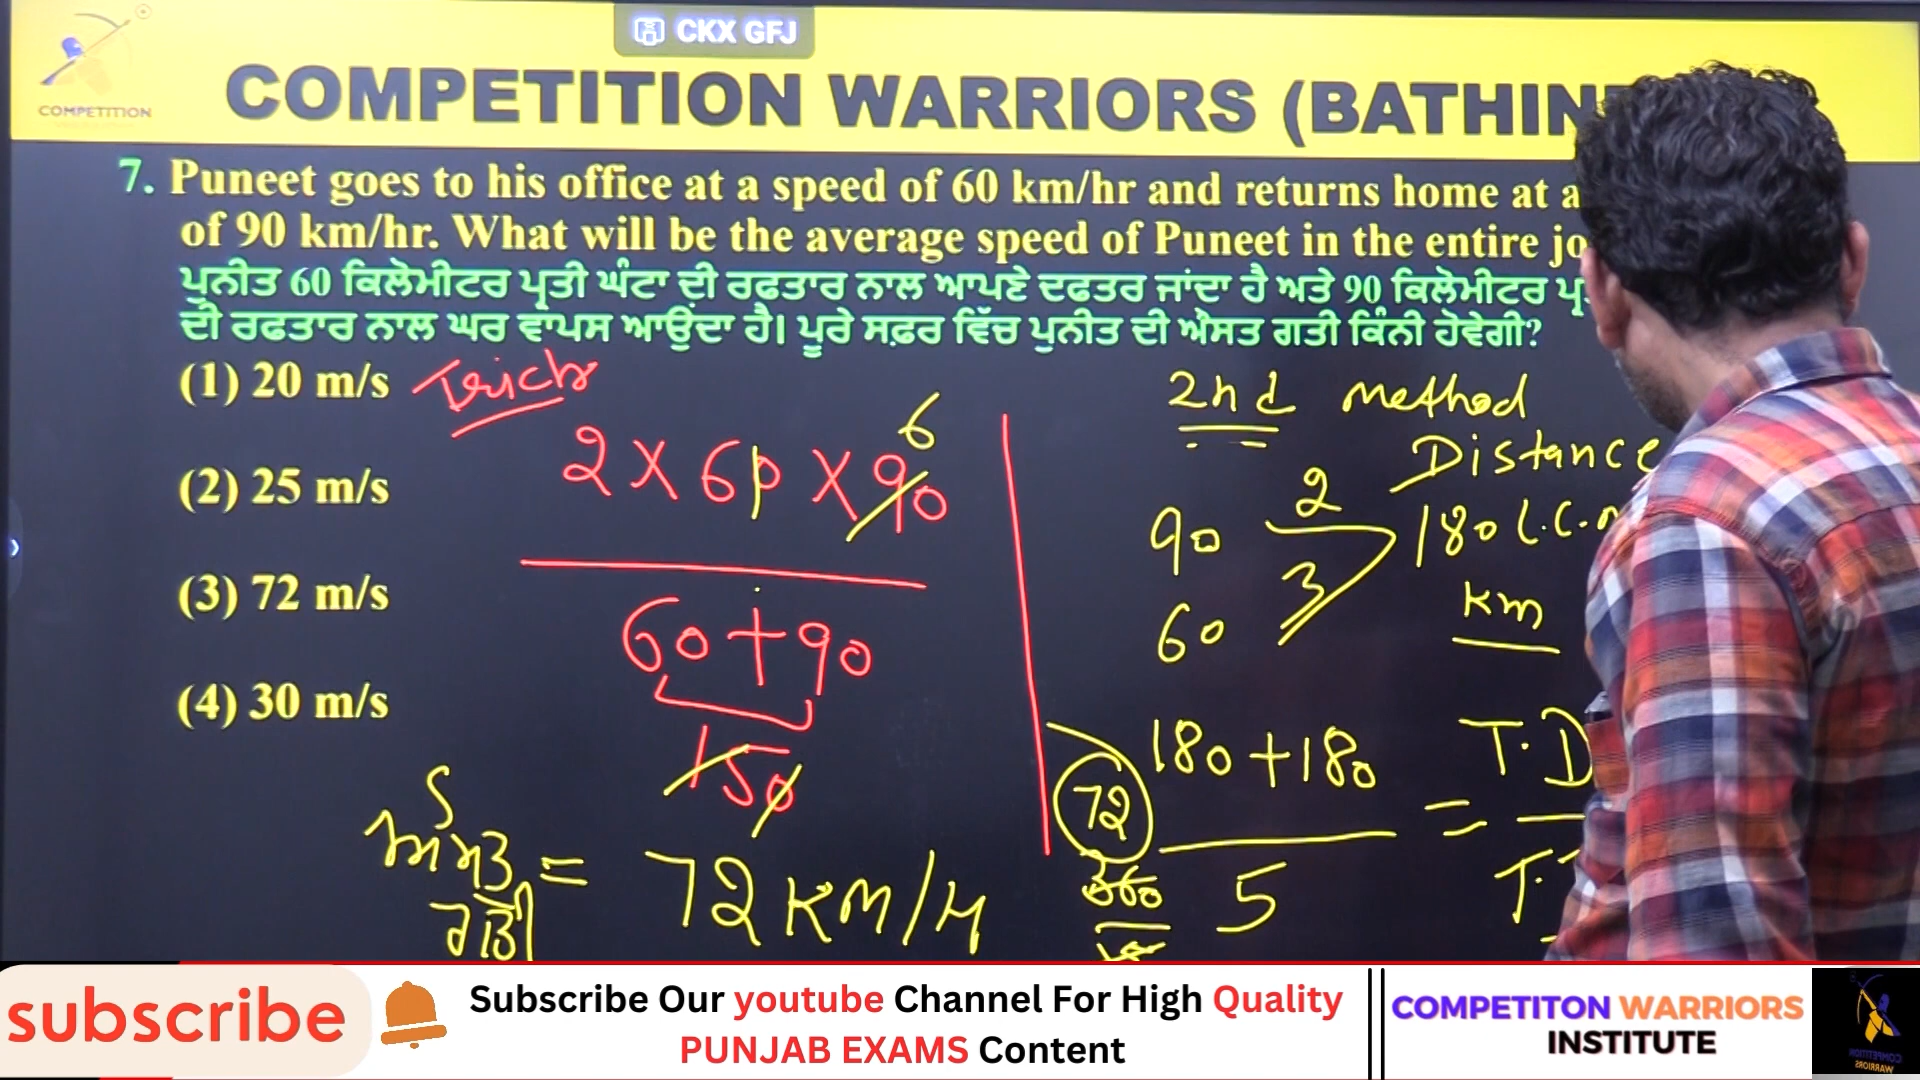 CKX GFJ
COMPETITION
COMPETITION WARRIORS (BATHIN
7. Puneet goes to his office at a speed of 60 km/hr and returns home at a
of 90 km/hr. What will be the average speed of Puneet in the entire jo
ਪੁਨੀਤ 60 ਕਿਲੋਮੀਟਰ ਪ੍ਰਤੀ ਘੰਟਾ ਦੀ ਰਫਤਾਰ ਨਾਲ ਆਪਣੇ ਦਫਤਰ ਜਾਂਦਾ ਹੈ ਅਤੇ 90 ਕਿਲੋਮੀਟਰ ਪ੍ਰ
ਦੀ ਰਫਤਾਰ ਨਾਲ ਘਰ ਵਾਪਸ ਆਉਂਦਾ ਹੈ। ਪੂਰੇ ਸਫ਼ਰ ਵਿੱਚ ਪੁਨੀਤ ਦੀ ਔਸਤ ਗਤੀ ਕਿੰਨੀ ਹੋਵੇਗੀ?
(1) 20 m/s
(2) 25 m/s
(3) 72 m/s
(4) 30 m/s
Trick
6
2 X 60 X 90
60 + 90
150
S
ਔਸਤ
ਗਤੀ
= 72 KM/H
2nd method
Distance
90 2 180 L.C.M
60 3 Km
180 + 180 = T.D
72
5 T.T
360
subscribe
Subscribe Our youtube Channel For High Quality
PUNJAB EXAMS Content
COMPETITON WARRIORS
INSTITUTE